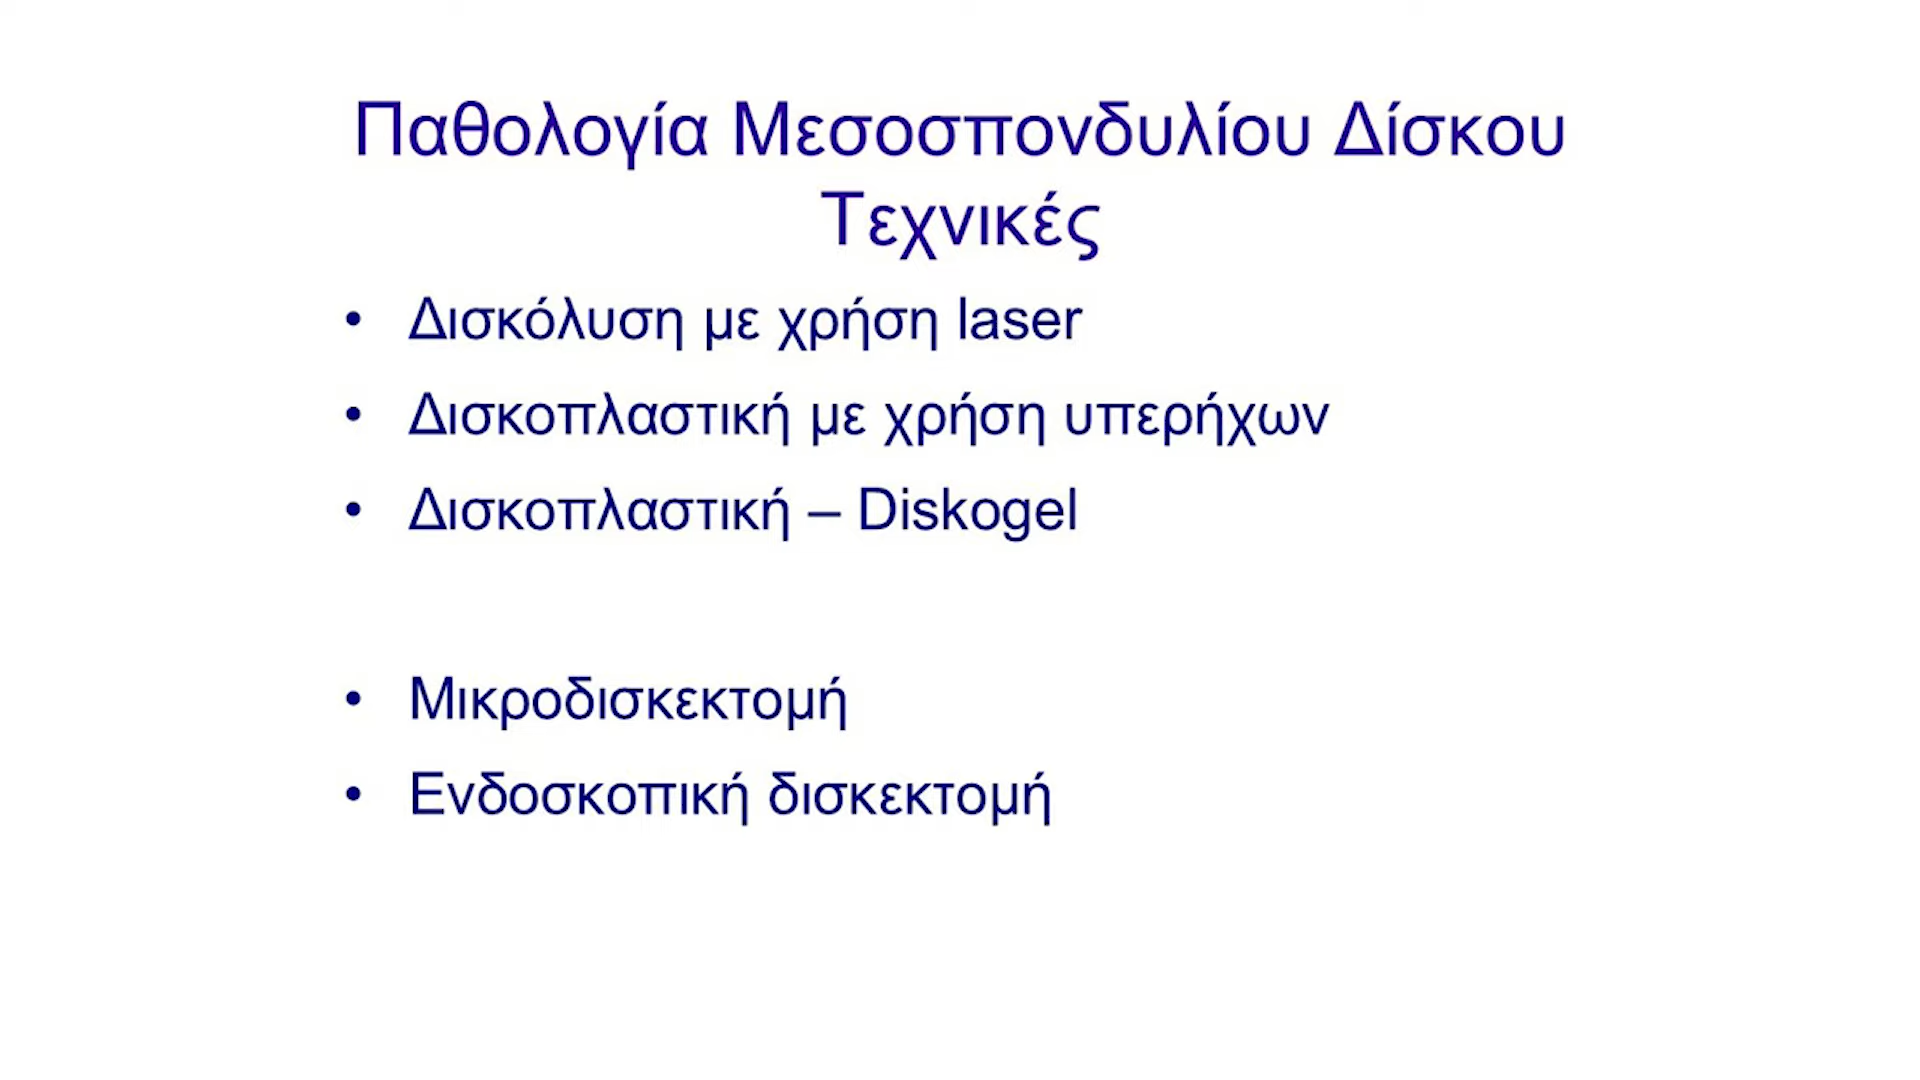 Παθολογία Μεσοσπονδυλίου Δίσκου
Τεχνικές
• Δισκόλυση με χρήση laser
• Δισκοπλαστική με χρήση υπερήχων
• Δισκοπλαστική – Diskogel
• Μικροδισκεκτομή
• Ενδοσκοπική δισκεκτομή